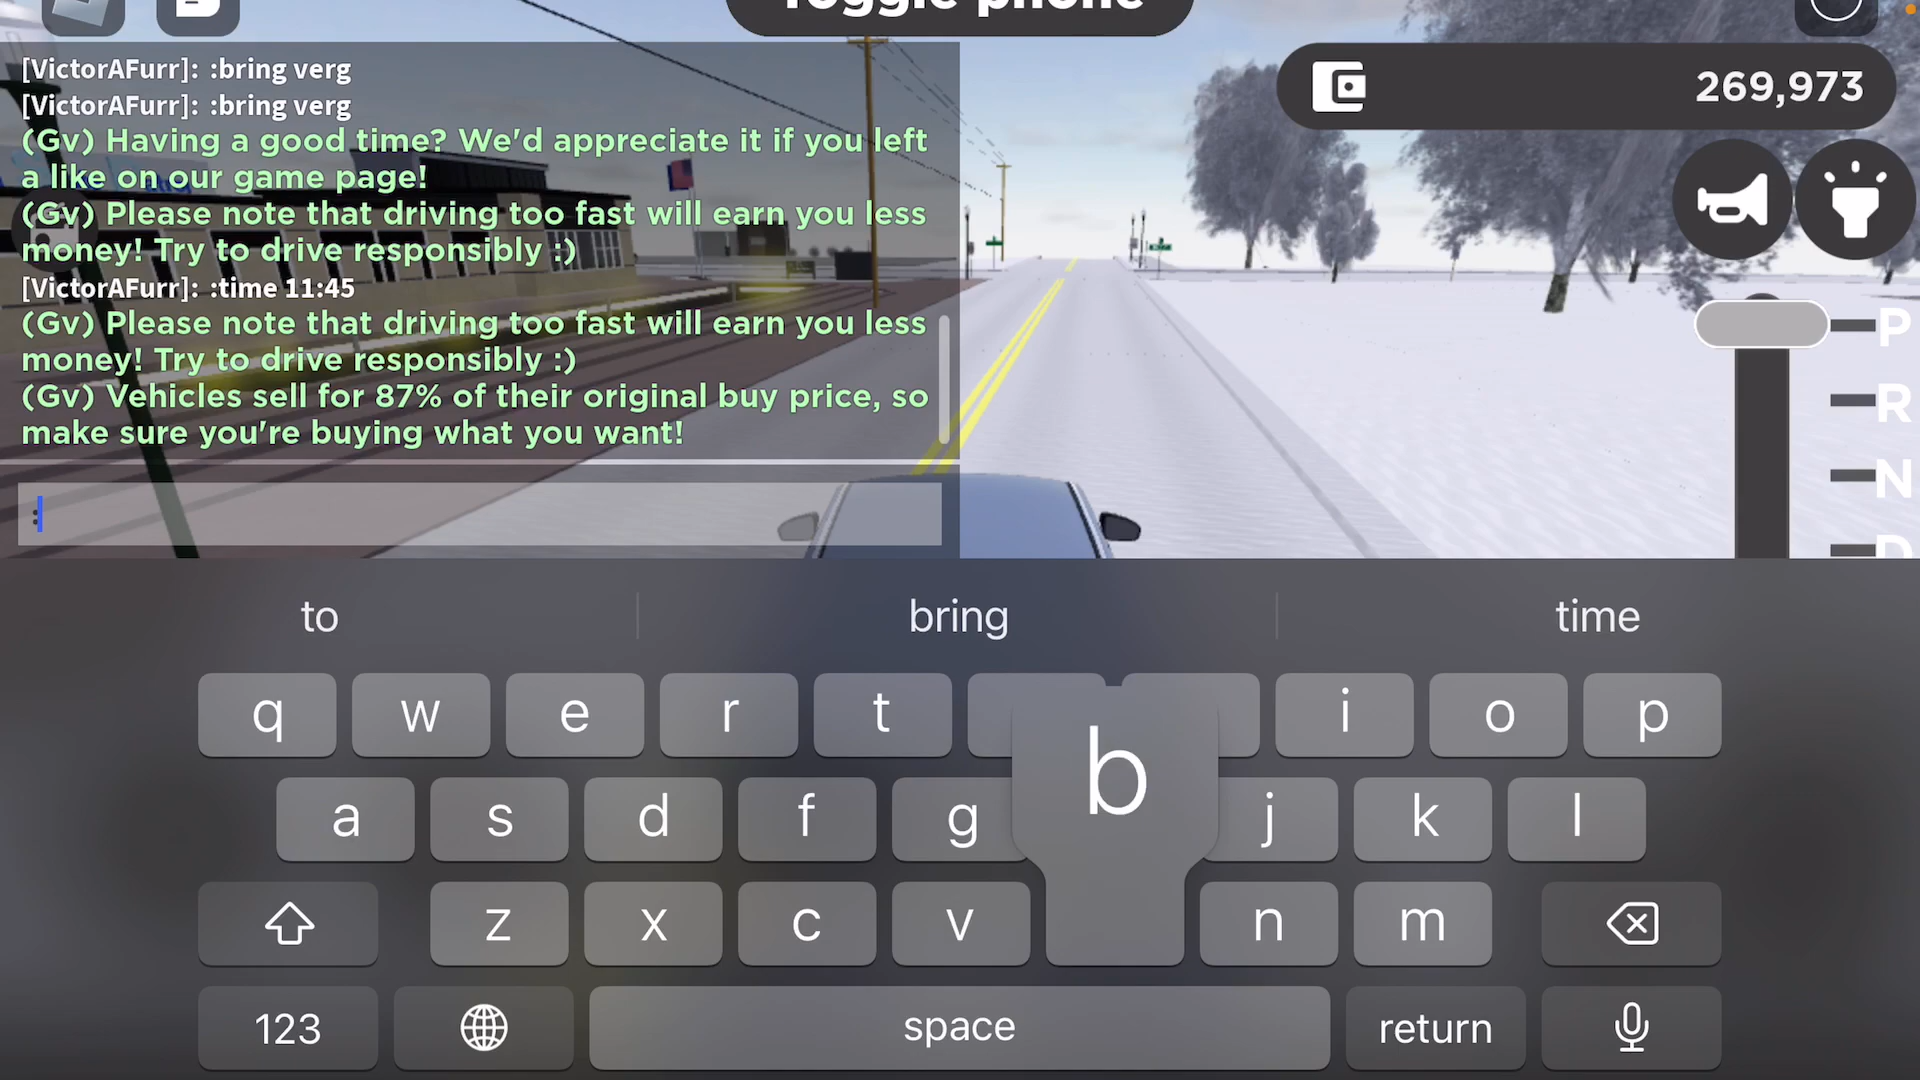 Toggle phone
[VictorAFurr]: :bring verg
[VictorAFurr]: :bring verg
(Gv) Having a good time? We'd appreciate it if you left
a like on our game page!
(Gv) Please note that driving too fast will earn you less
money! Try to drive responsibly :)
[VictorAFurr]: :time 11:45
(Gv) Please note that driving too fast will earn you less
money! Try to drive responsibly :)
(Gv) Vehicles sell for 87% of their original buy price, so
make sure you're buying what you want!
:
269,973
P
R
N
D
to bring time
q w e r t i o p
a s d f g b j k l
z x c v n m
123 space return